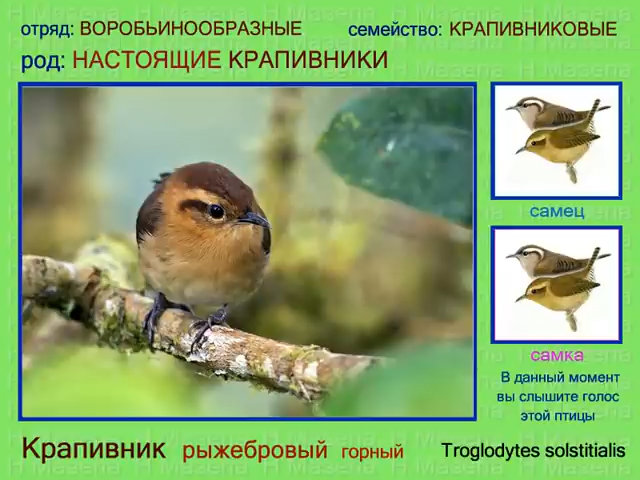 отряд: ВОРОБЬИНООБРАЗНЫЕ семейство: КРАПИВНИКОВЫЕ
род: НАСТОЯЩИЕ КРАПИВНИКИ
самец
самка
В данный момент
вы слышите голос
этой птицы
Крапивник рыжебровый горный Troglodytes solstitialis